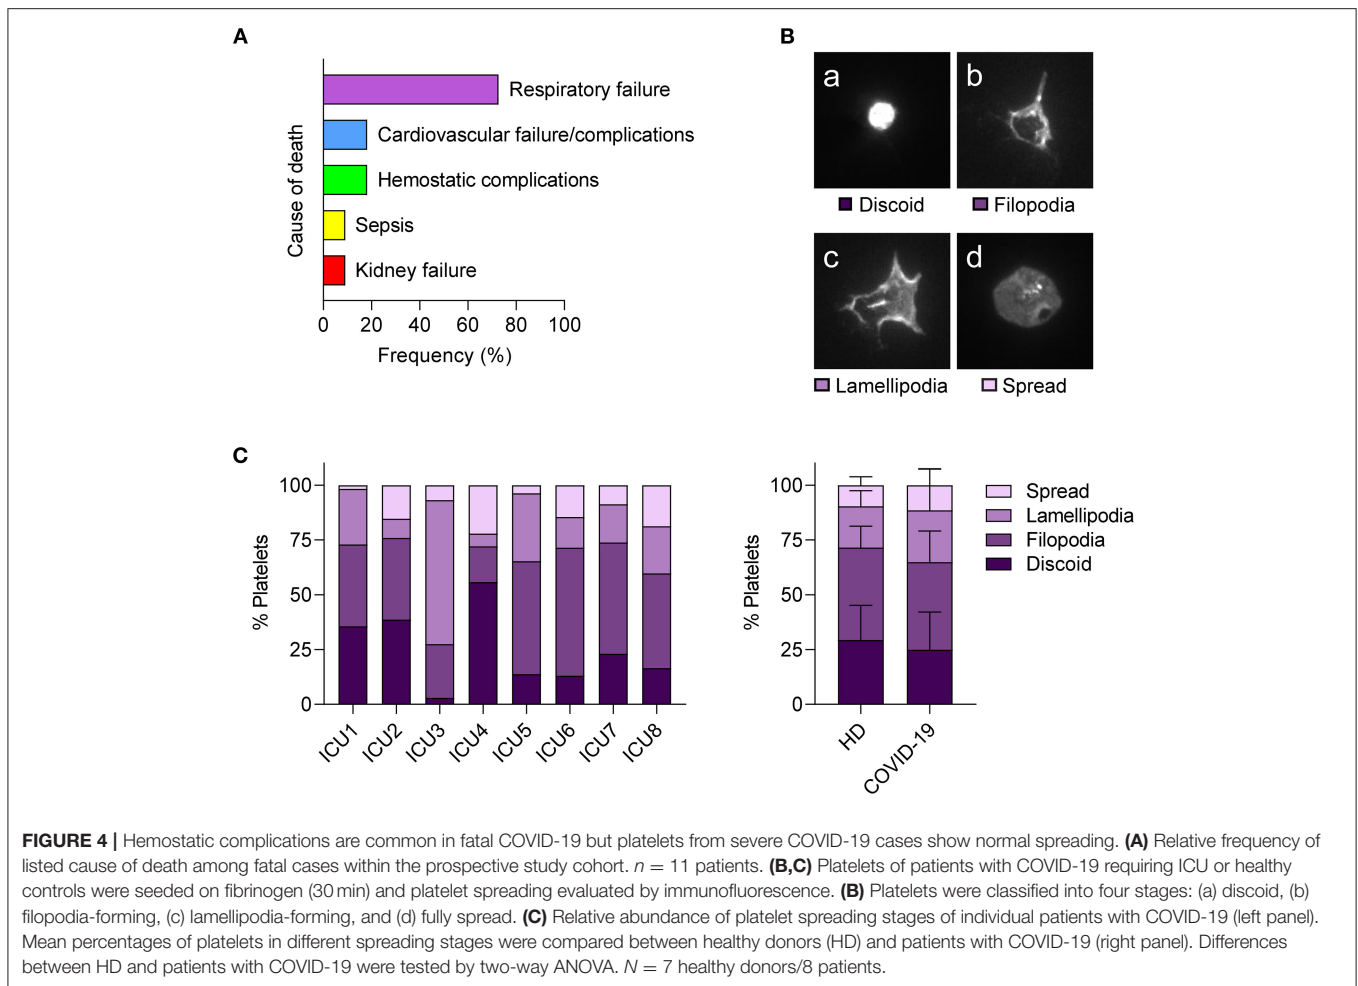 A
Cause of death
Respiratory failure
Cardiovascular failure/complications
Hemostatic complications
Sepsis
Kidney failure
0 20 40 60 80 100
Frequency (%)
B
a
b
Discoid
Filopodia
c
d
Lamellipodia
Spread
C
% Platelets
100
75
50
25
0
ICU1
ICU2
ICU3
ICU4
ICU5
ICU6
ICU7
ICU8
% Platelets
100
75
50
25
0
HD
COVID-19
Spread
Lamellipodia
Filopodia
Discoid
FIGURE 4 | Hemostatic complications are common in fatal COVID-19 but platelets from severe COVID-19 cases show normal spreading. (A) Relative frequency of
listed cause of death among fatal cases within the prospective study cohort. n = 11 patients. (B,C) Platelets of patients with COVID-19 requiring ICU or healthy
controls were seeded on fibrinogen (30 min) and platelet spreading evaluated by immunofluorescence. (B) Platelets were classified into four stages: (a) discoid, (b)
filopodia-forming, (c) lamellipodia-forming, and (d) fully spread. (C) Relative abundance of platelet spreading stages of individual patients with COVID-19 (left panel).
Mean percentages of platelets in different spreading stages were compared between healthy donors (HD) and patients with COVID-19 (right panel). Differences
between HD and patients with COVID-19 were tested by two-way ANOVA. N = 7 healthy donors/8 patients.